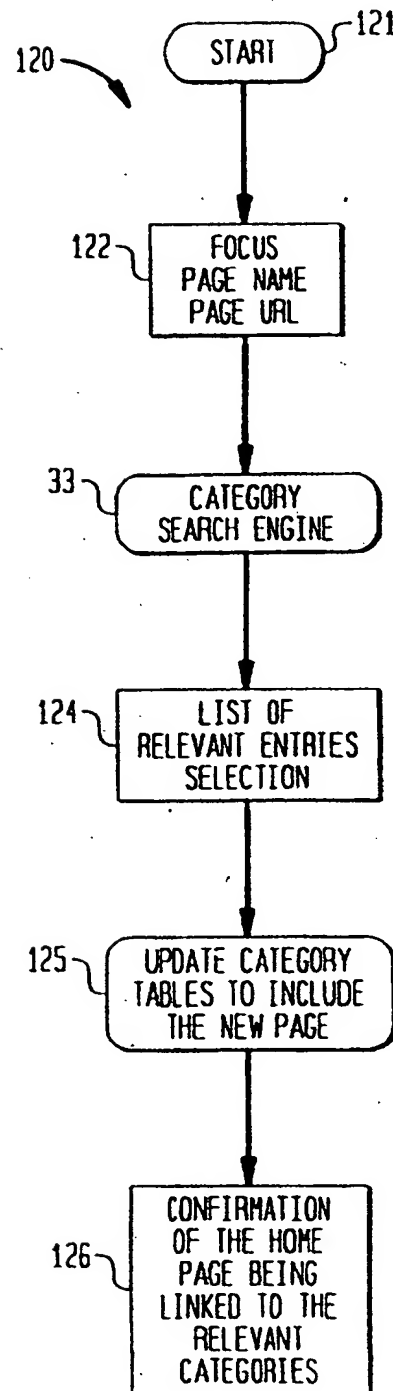 120
START
121
122
FOCUS
PAGE NAME
PAGE URL
33
CATEGORY
SEARCH ENGINE
124
LIST OF
RELEVANT ENTRIES
SELECTION
125
UPDATE CATEGORY
TABLES TO INCLUDE
THE NEW PAGE
126
CONFIRMATION
OF THE HOME
PAGE BEING
LINKED TO THE
RELEVANT
CATEGORIES